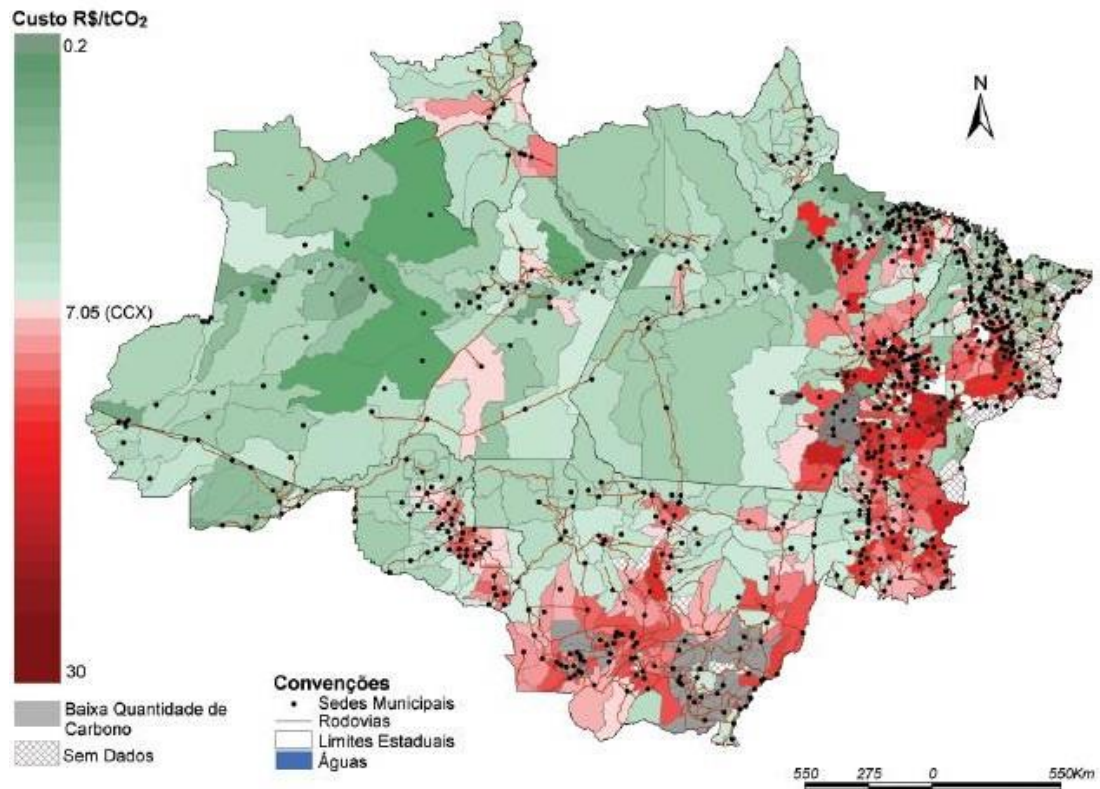 Custo R$/tCO₂
0.2
7.05 (CCX)
30
Baixa Quantidade de
Carbono
Sem Dados
Convenções
Sedes Municipais
Rodovias
Limites Estaduais
Águas
N
550 275 0 550Km